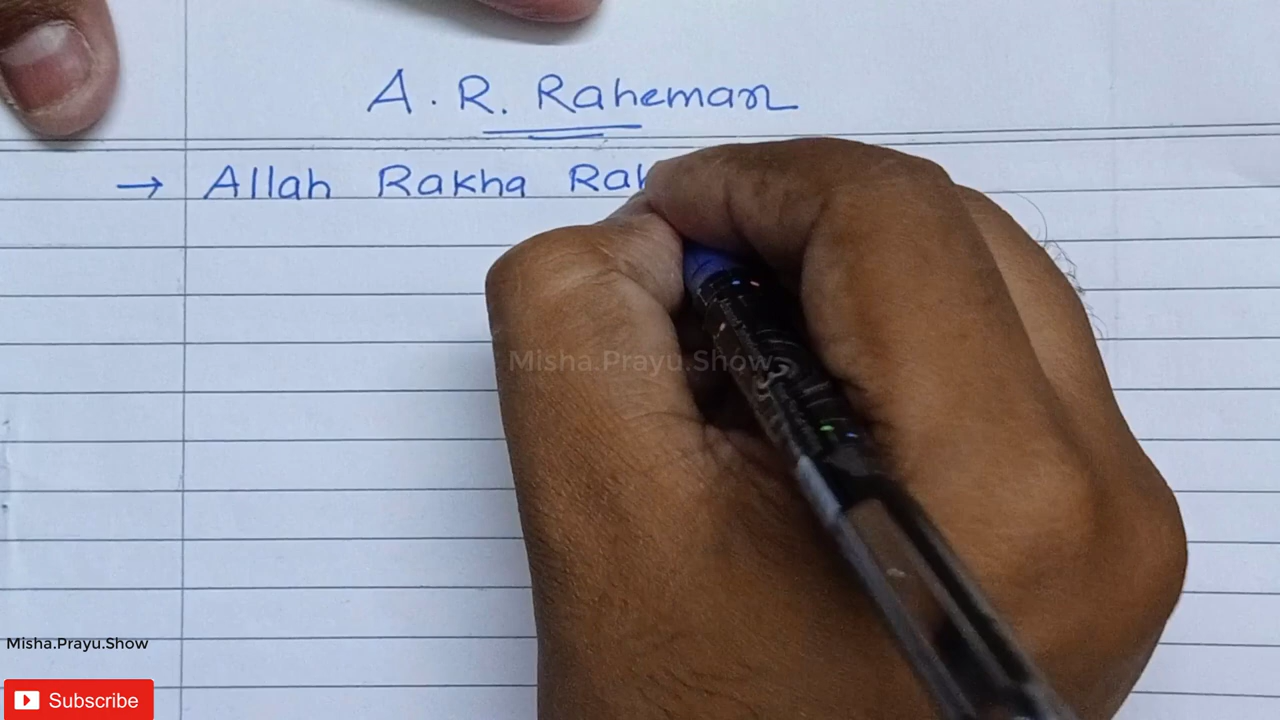 A. R. Raheman
→ Allah Rakha Rah
Misha.Prayu.Show
Misha.Prayu.Show
Subscribe